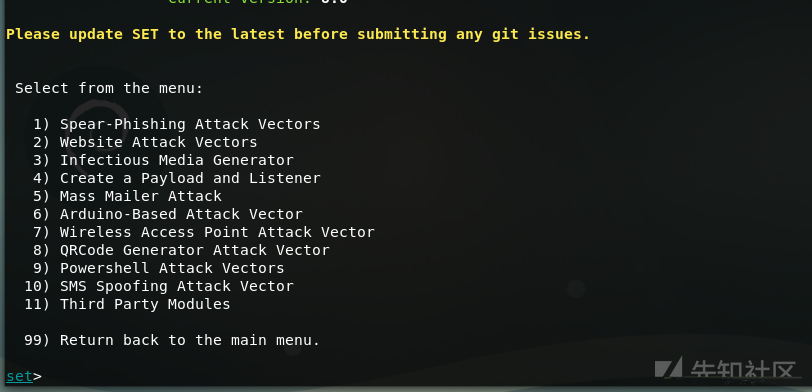 Please update SET to the latest before submitting any git issues.
Select from the menu:
1) Spear-Phishing Attack Vectors
2) Website Attack Vectors
3) Infectious Media Generator
4) Create a Payload and Listener
5) Mass Mailer Attack
6) Arduino-Based Attack Vector
7) Wireless Access Point Attack Vector
8) QRCode Generator Attack Vector
9) Powershell Attack Vectors
10) SMS Spoofing Attack Vector
11) Third Party Modules
99) Return back to the main menu.
set>
先知社区